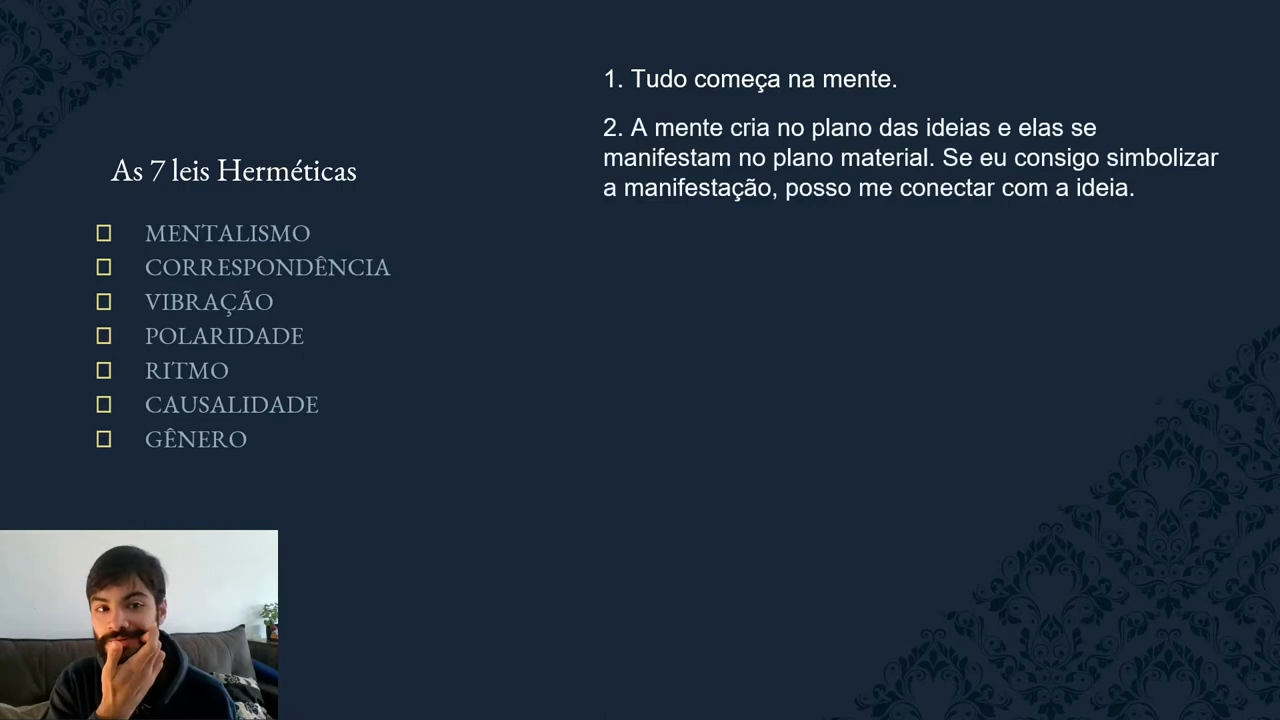 As 7 leis Herméticas
MENTALISMO
CORRESPONDÊNCIA
VIBRAÇÃO
POLARIDADE
RITMO
CAUSALIDADE
GÊNERO
1. Tudo começa na mente.
2. A mente cria no plano das ideias e elas se
manifestam no plano material. Se eu consigo simbolizar
a manifestação, posso me conectar com a ideia.